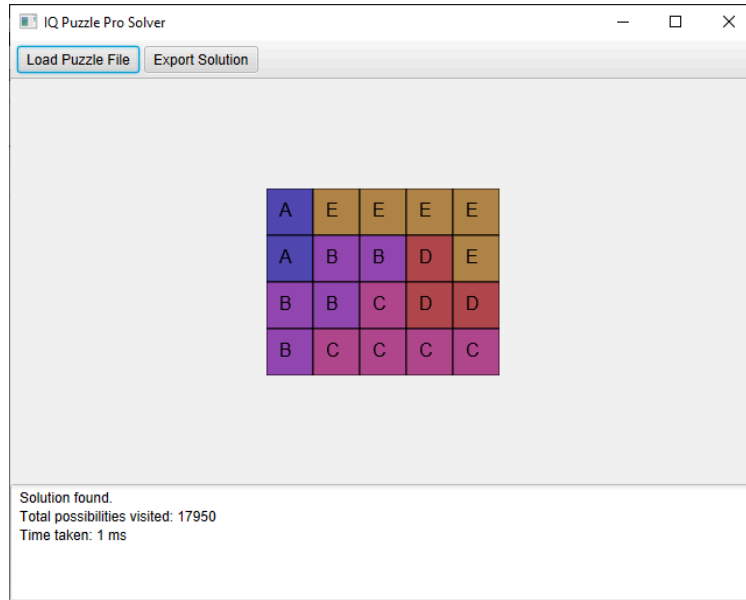 IQ Puzzle Pro Solver
Load Puzzle File Export Solution
A E E E E
A B B D E
B B C D D
B C C C C
Solution found.
Total possibilities visited: 17950
Time taken: 1 ms